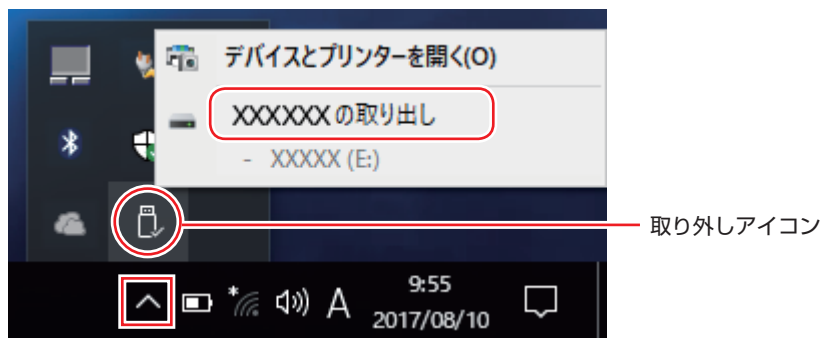 デバイスとプリンターを開く(O)
XXXXXX の取り出し
- XXXXX (E:)
取り外しアイコン
A
9:55
2017/08/10